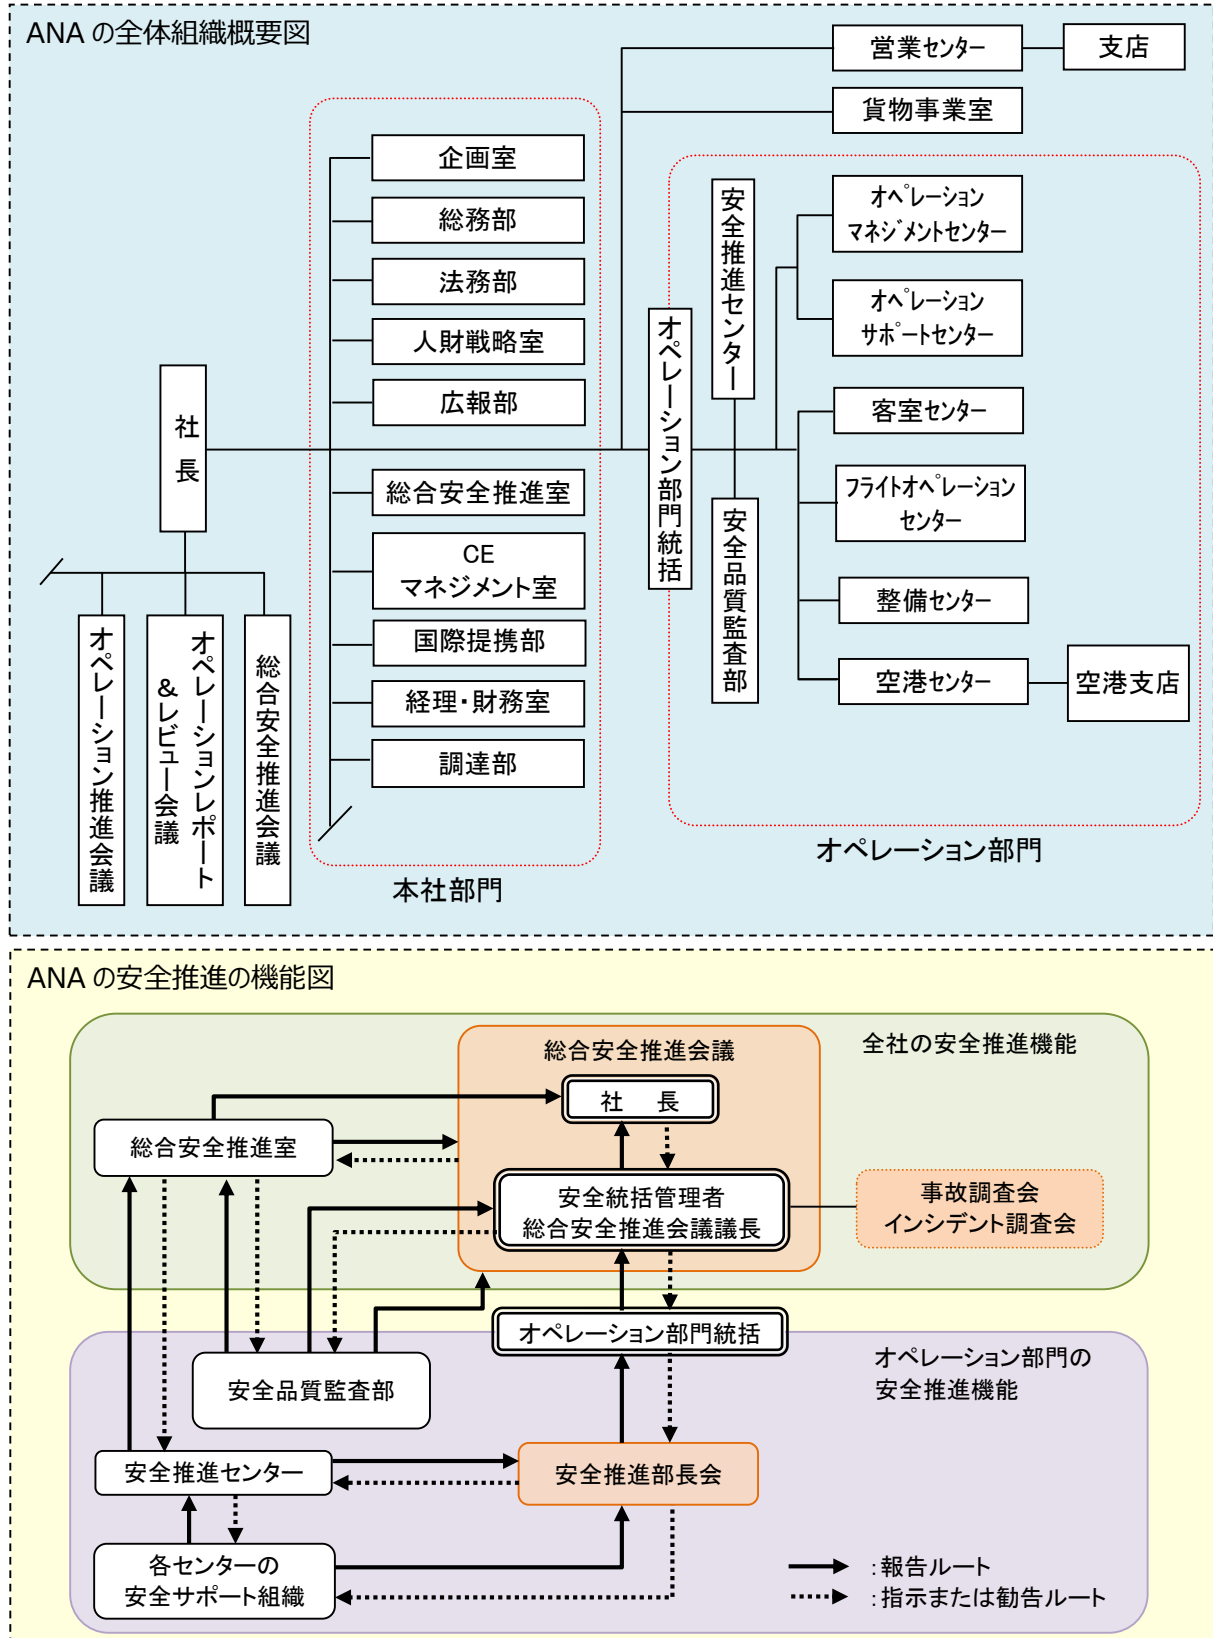 ANA の全体組織概要図
営業センター
支店
貨物事業室
企画室
総務部
法務部
人財戦略室
広報部
総合安全推進室
CE
マネジメント室
国際提携部
経理・財務室
調達部
本社部門
社長
オペレーション推進会議
オペレーションレポート
&レビュー会議
総合安全推進会議
オペレーション部門統括
安全推進センター
安全品質監査部
オペレーション
マネジメントセンター
オペレーション
サポートセンター
客室センター
フライトオペレーション
センター
整備センター
空港センター
空港支店
オペレーション部門
ANA の安全推進の機能図
全社の安全推進機能
総合安全推進会議
社 長
総合安全推進室
安全統括管理者
総合安全推進会議議長
事故調査会
インシデント調査会
オペレーション部門統括
オペレーション部門の
安全推進機能
安全品質監査部
安全推進センター
安全推進部長会
各センターの
安全サポート組織
:報告ルート
:指示または勧告ルート